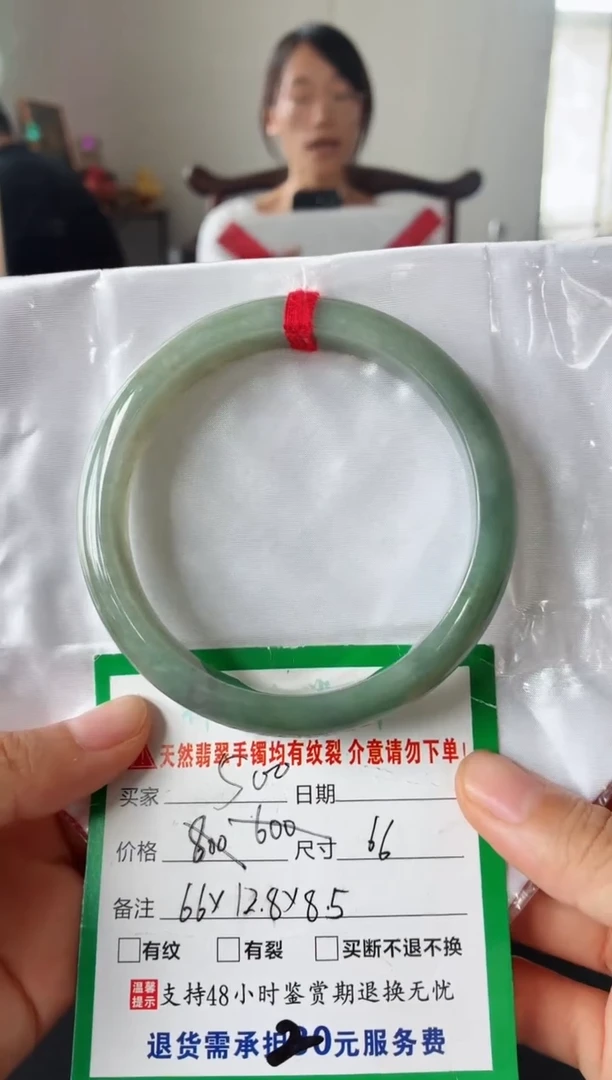 天然翡翠手镯均有纹裂 介意请勿下单!
500
买家 日期
价格 800 600 尺寸 66
备注 66X12.8X8.5
□有纹 □有裂 □买断不退不换
温馨提示 支持48小时鉴赏期退换无忧
退货需承担20元服务费